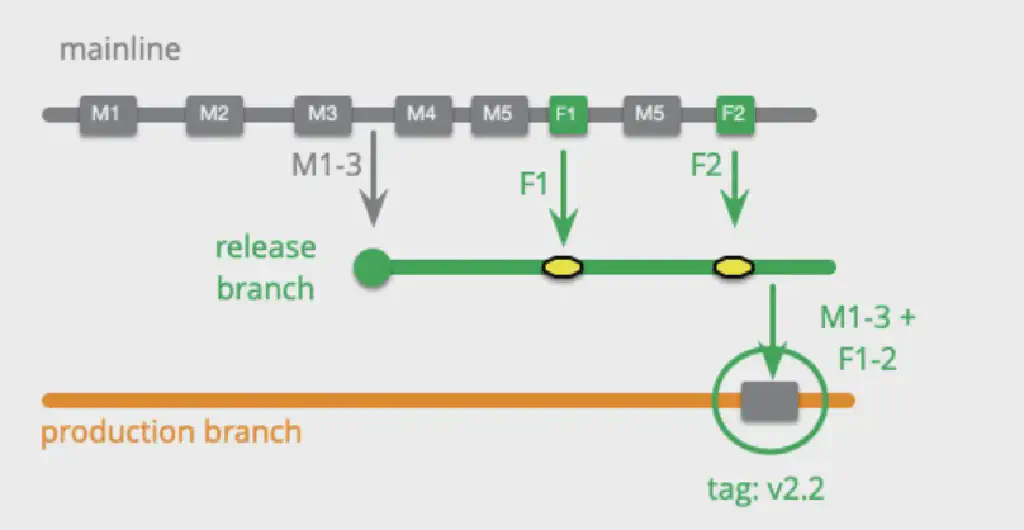 mainline
M1 M2 M3 M4 M5 F1 M5 F2
M1-3
F1
F2
release
branch
M1-3 +
F1-2
production branch
tag: v2.2